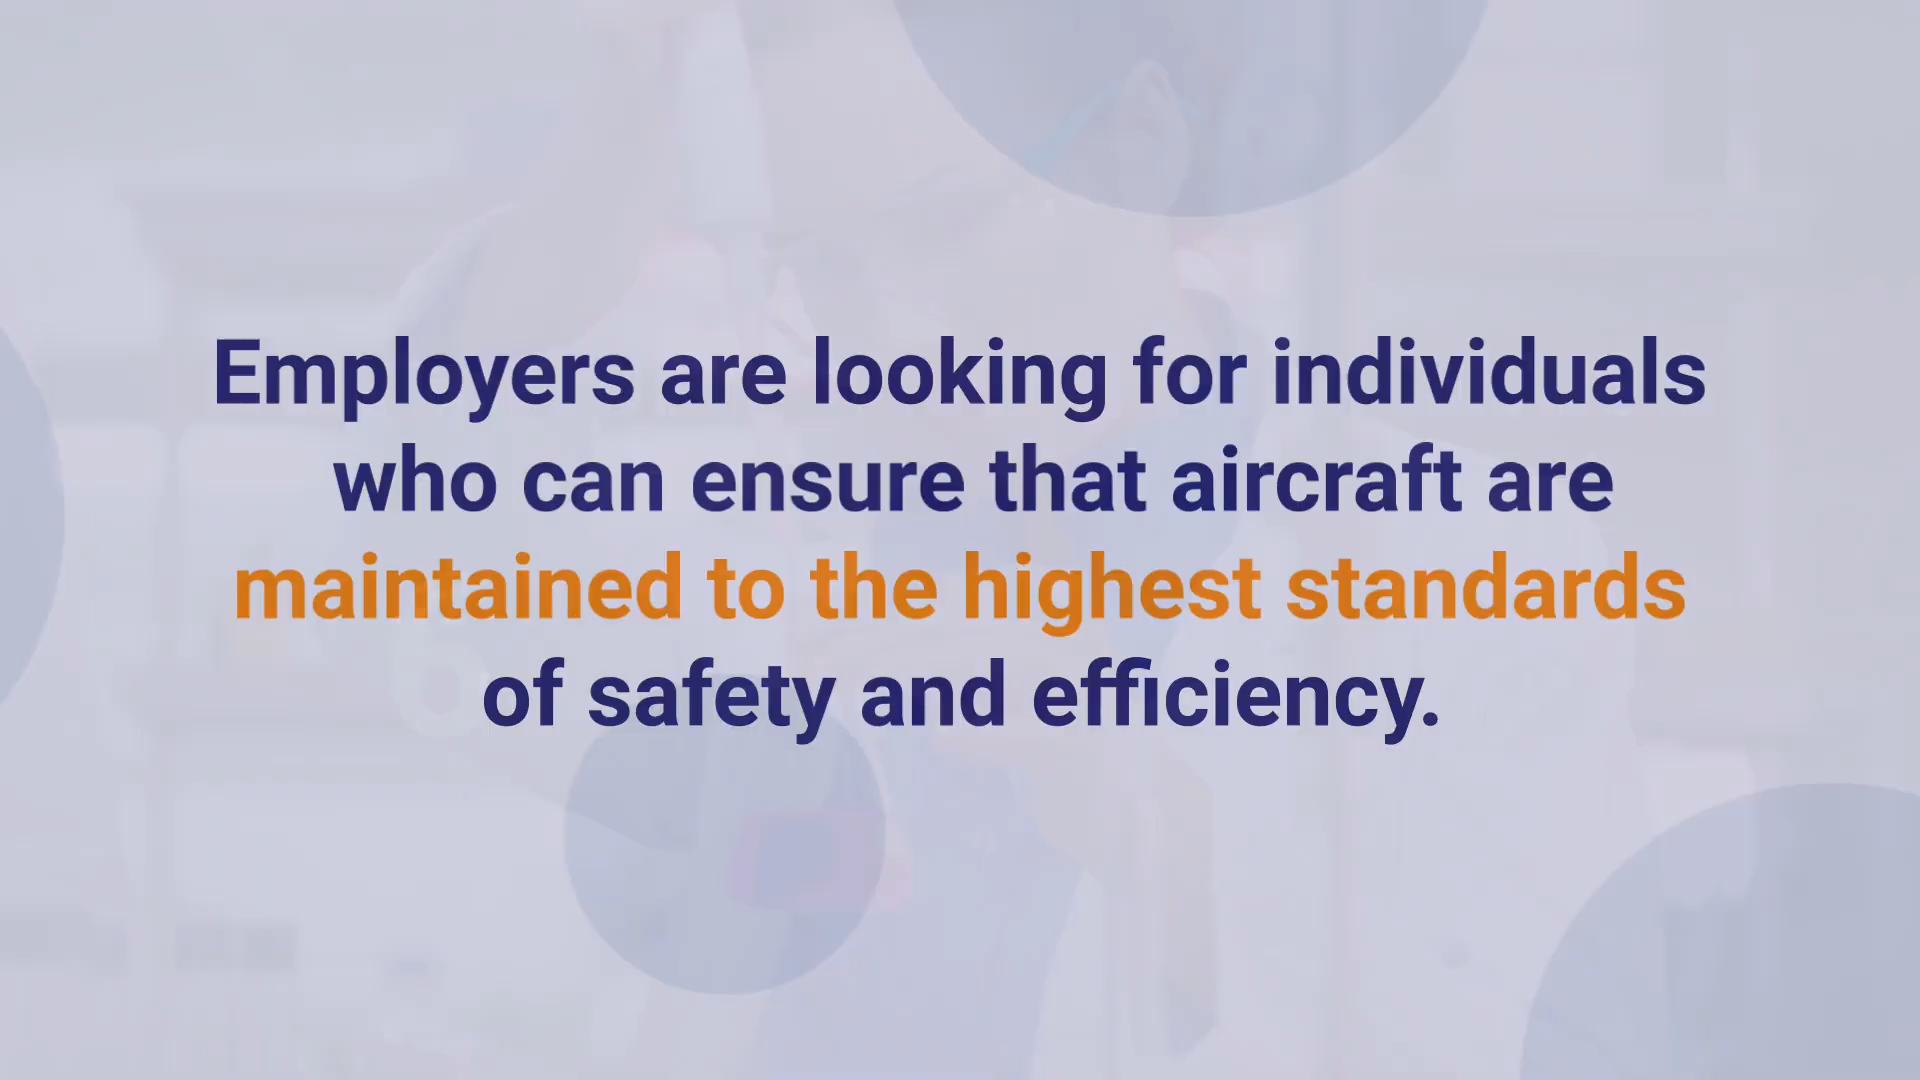 Employers are looking for individuals
who can ensure that aircraft are
maintained to the highest standards
of safety and efficiency.